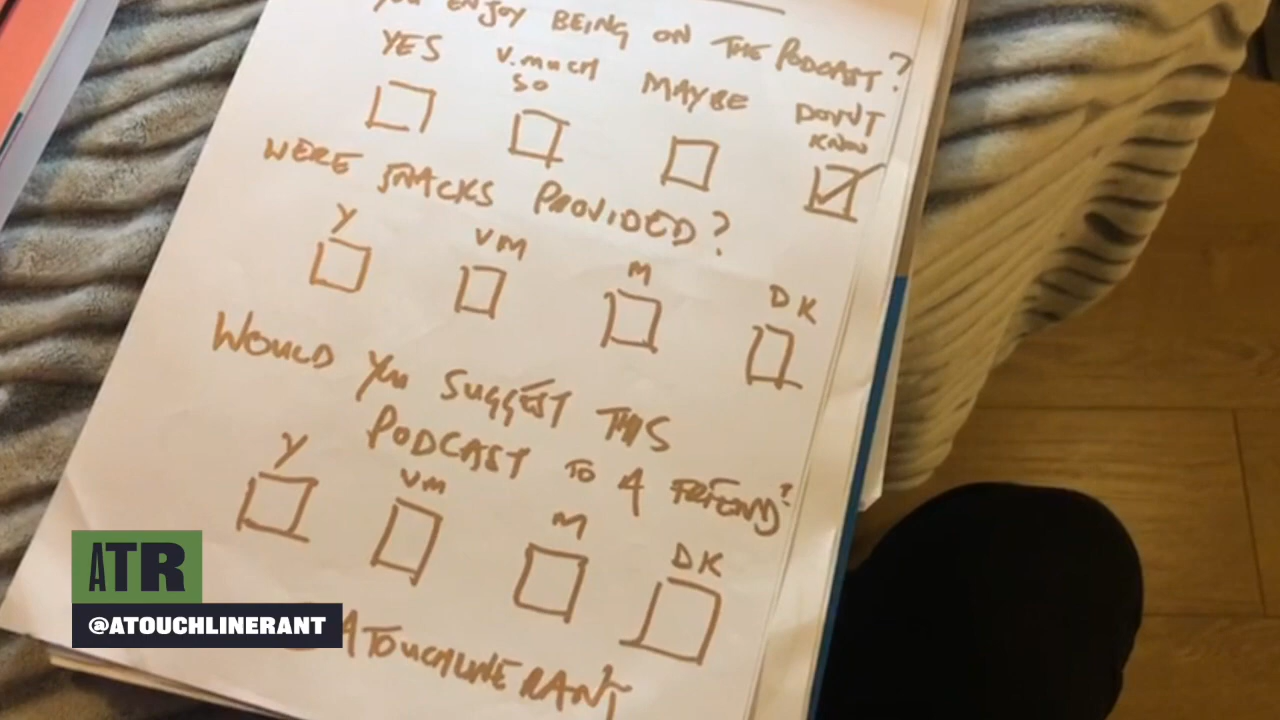 YOU ENJOY BEING ON THE PODCAST?
YES V. MUCH SO MAYBE DON'T KNOW
WERE SNACKS PROVIDED?
Y VM M DK
WOULD YOU SUGGEST THIS
PODCAST TO A FRIEND?
Y VM M DK
ATOUCHLINERANT
ATR
@ATOUCHLINERANT